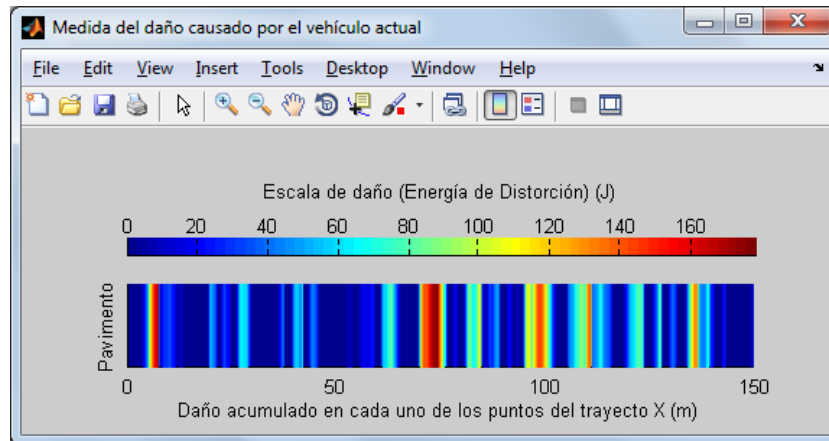 Medida del daño causado por el vehículo actual
File Edit View Insert Tools Desktop Window Help
Escala de daño (Energía de Distorción) (J)
0 20 40 60 80 100 120 140 160
Pavimento
0 50 100 150
Daño acumulado en cada uno de los puntos del trayecto X (m)